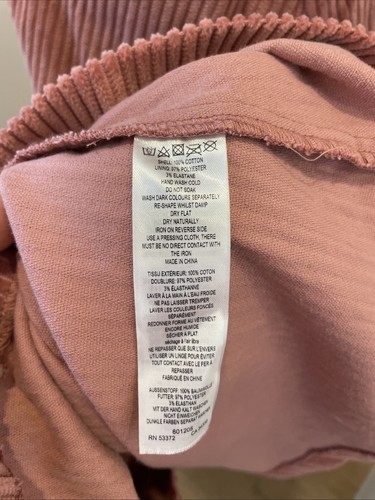 SHELL: 100% COTTON
LINING: 97% POLYESTER
3% ELASTANE
HAND WASH COLD
DO NOT SOAK
WASH DARK COLOURS SEPARATELY
RE-SHAPE WHILST DAMP
DRY FLAT
DRY NATURALLY
IRON ON REVERSE SIDE
USE A PRESSING CLOTH, THERE
MUST BE NO DIRECT CONTACT WITH
THE IRON
MADE IN CHINA
TISSU EXTÉRIEUR: 100% COTON
DOUBLURE: 97% POLYESTER
3% ÉLASTHANNE
LAVER À LA MAIN À L'EAU FROIDE
NE PAS LAISSER TREMPER
LAVER LES COULEURS FONCÉES
SÉPARÉMENT
REDONNER FORME AU VÊTEMENT
ENCORE HUMIDE
SÉCHER À PLAT
séchage à l'air libre
NE REPASSER QUE SUR L'ENVERS
UTILISER UN LINGE POUR ÉVITER
TOUT CONTACT AVEC LE FER À
REPASSER
FABRIQUÉ EN CHINE
AUSSENSTOFF: 100% BAUMWOLLE
FUTTER: 97% POLYESTER
3% ELASTHAN
MIT DER HAND KALT WASCHEN
NICHT EINWEICHEN
DUNKLE FARBEN SEPARAT WASCHEN
601208
RN 53372